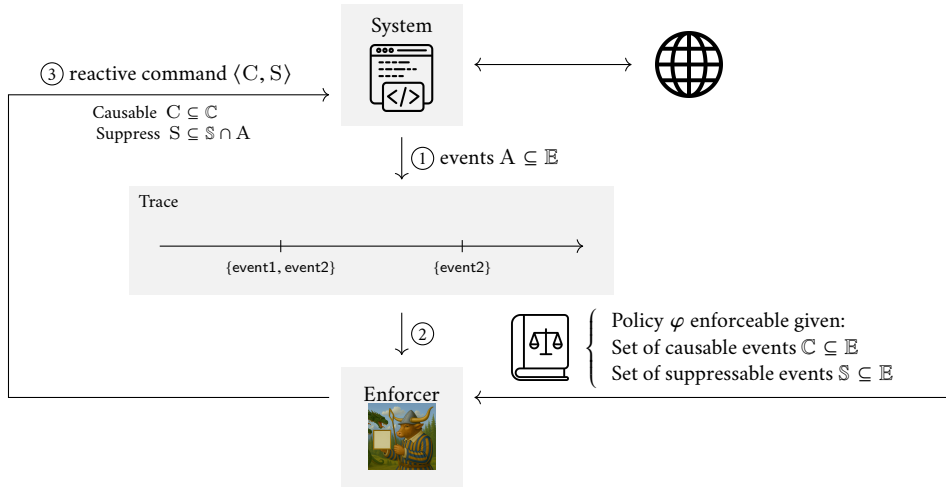 System
</>
③ reactive command ⟨C, S⟩
Causable C ⊆ ℂ
Suppress S ⊆ 𝕊 ∩ A
① events A ⊆ 𝔼
Trace
{event1, event2}
{event2}
②
Policy φ enforceable given:
Set of causable events ℂ ⊆ 𝔼
Set of suppressable events 𝕊 ⊆ 𝔼
Enforcer